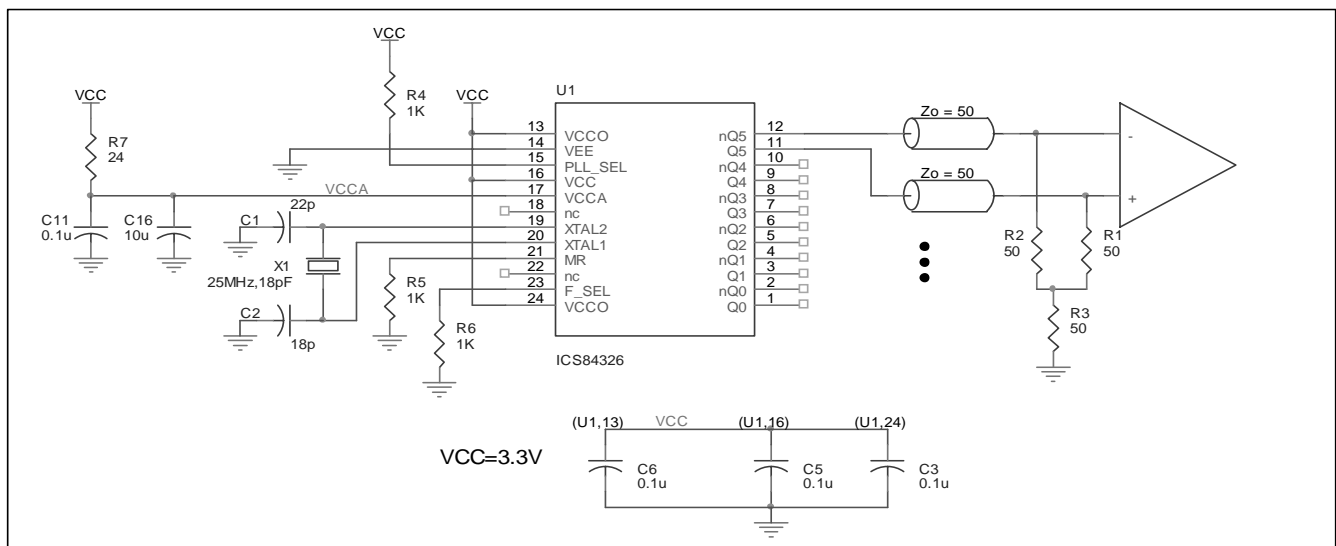 VCC
R4
1K
VCC
R7
24
VCCA
C11
0.1u
C16
10u
C1
22p
X1
25MHz,18pF
C2
18p
R5
1K
R6
1K
VCC
U1
13 VCCO
14 VEE
15 PLL_SEL
16 VCC
17 VCCA
18 nc
19 XTAL2
20 XTAL1
21 MR
22 nc
23 F_SEL
24 VCCO
nQ5 12
Q5 11
nQ4 10
Q4 9
nQ3 8
Q3 7
nQ2 6
Q2 5
nQ1 4
Q1 3
nQ0 2
Q0 1
ICS84326
Zo = 50
Zo = 50
-
+
R2
50
R1
50
R3
50
VCC=3.3V
(U1,13) VCC (U1,16) (U1,24)
C6
0.1u
C5
0.1u
C3
0.1u